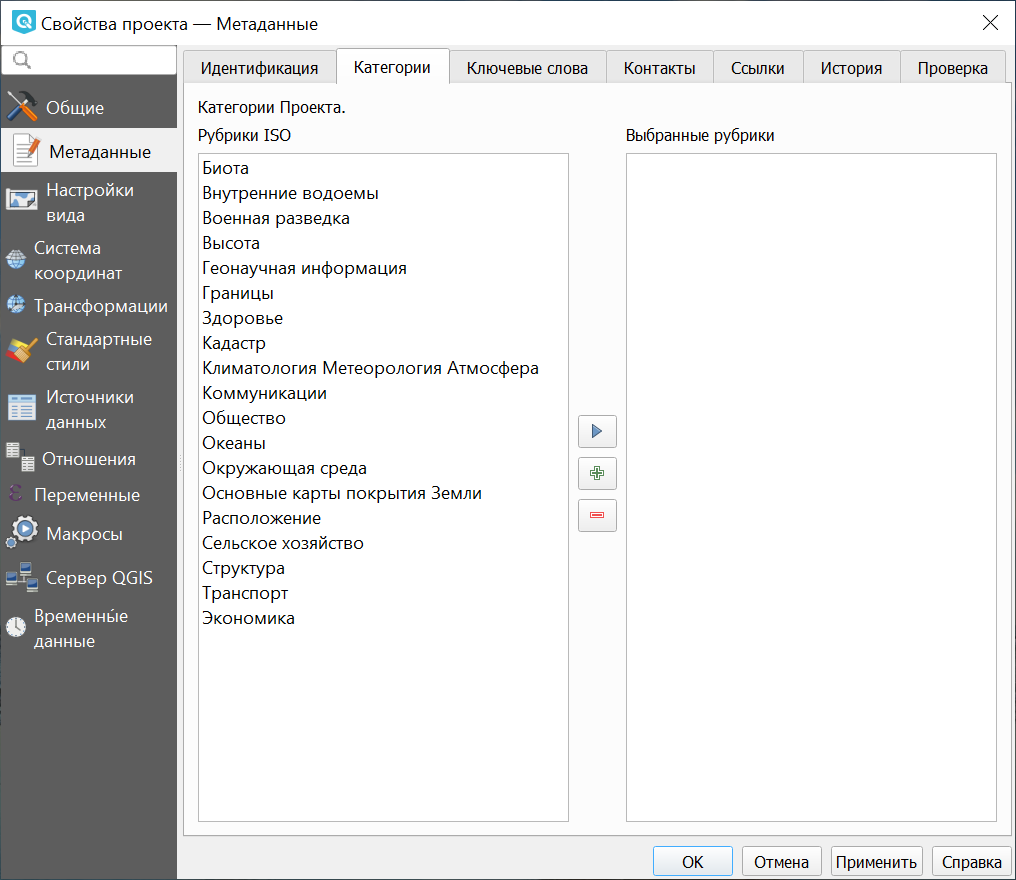 Свойства проекта — Метаданные
Общие
Метаданные
Настройки
вида
Система
координат
Трансформации
Стандартные
стили
Источники
данных
Отношения
Переменные
Макросы
Сервер QGIS
Временны́е
данные
Идентификация
Категории
Ключевые слова
Контакты
Ссылки
История
Проверка
Категории Проекта.
Рубрики ISO
Биота
Внутренние водоемы
Военная разведка
Высота
Геонаучная информация
Границы
Здоровье
Кадастр
Климатология Метеорология Атмосфера
Коммуникации
Общество
Океаны
Окружающая среда
Основные карты покрытия Земли
Расположение
Сельское хозяйство
Структура
Транспорт
Экономика
Выбранные рубрики
OK
Отмена
Применить
Справка